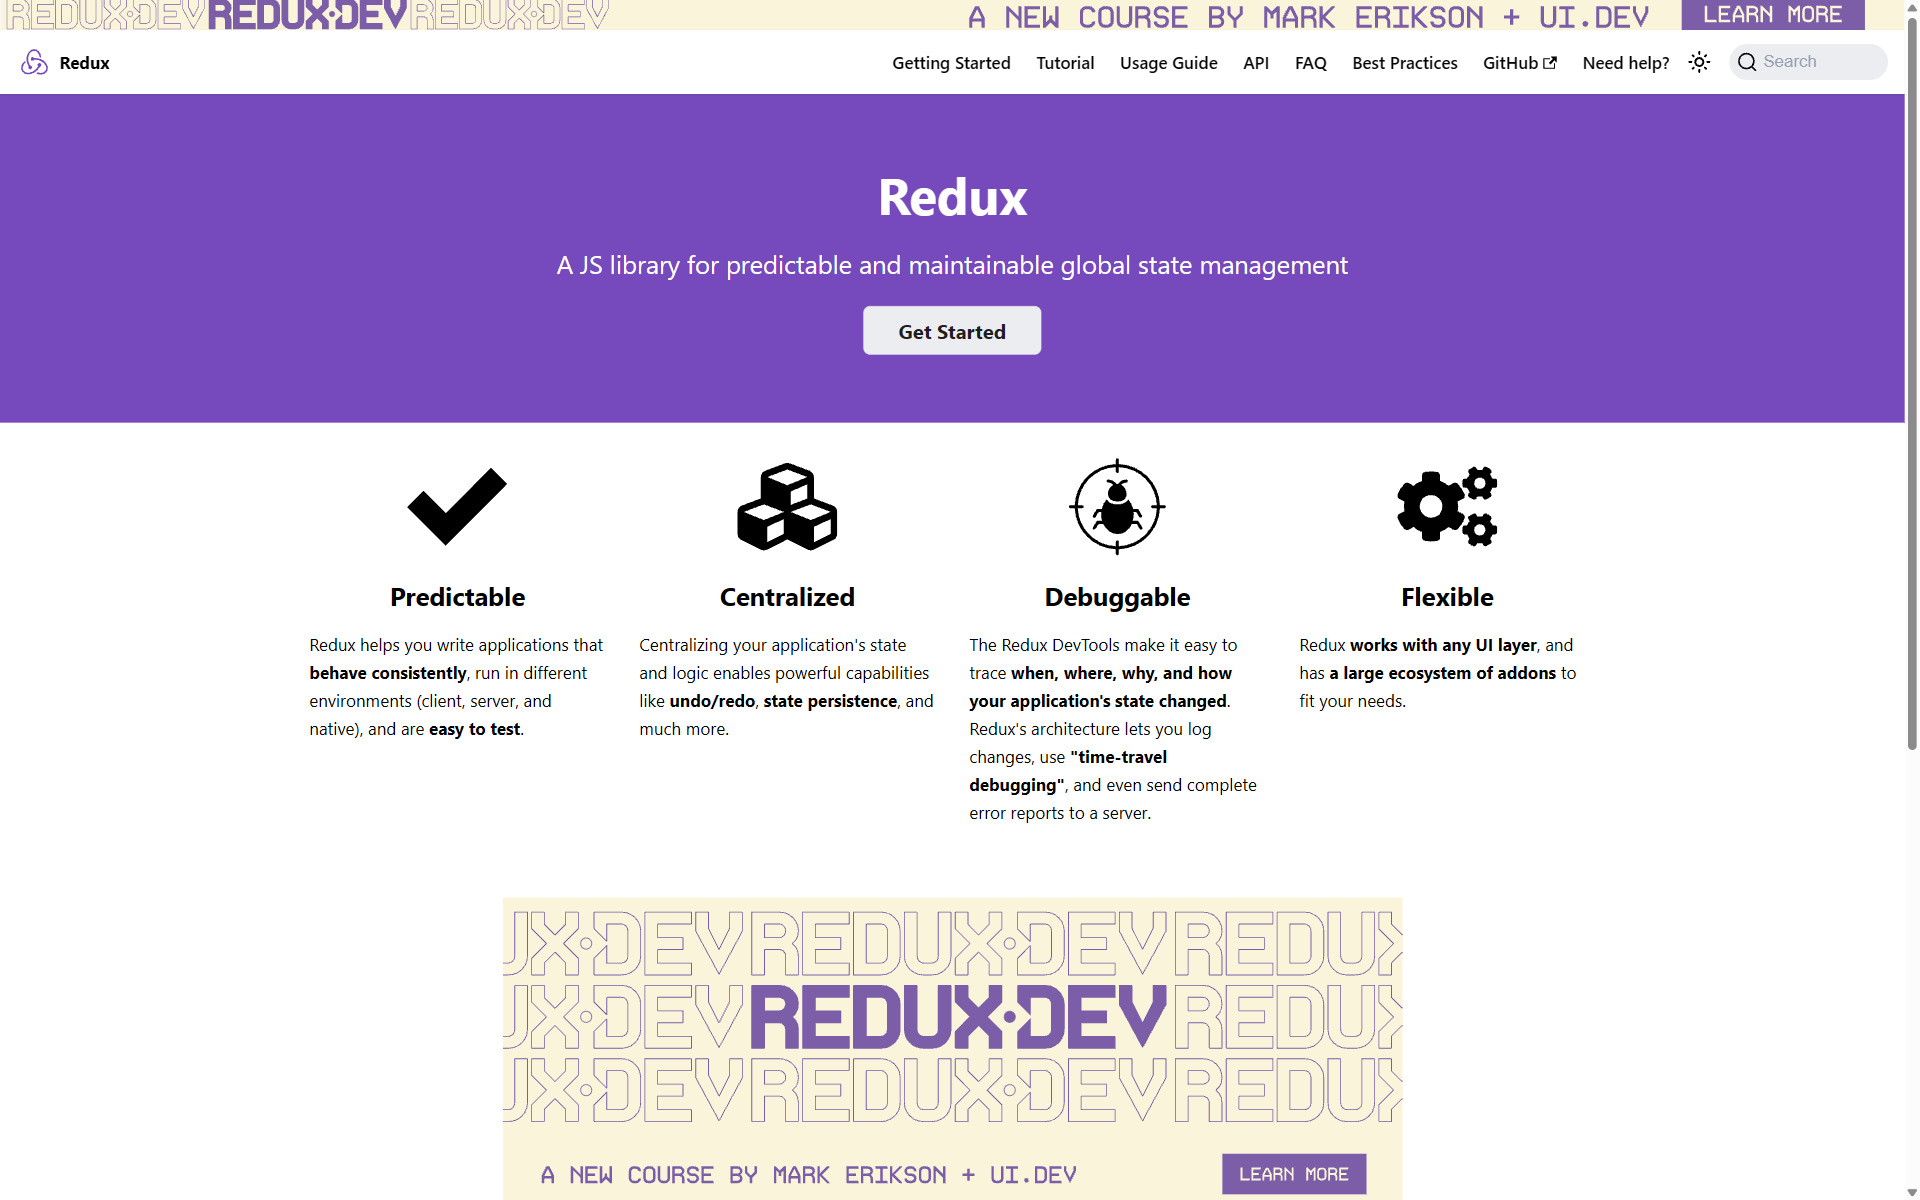 REDUX·DEV REDUX·DEV REDUX·DEV
A NEW COURSE BY MARK ERIKSON + UI.DEV
LEARN MORE
Redux
Getting Started
Tutorial
Usage Guide
API
FAQ
Best Practices
GitHub
Need help?
Search
Redux
A JS library for predictable and maintainable global state management
Get Started
Predictable
Redux helps you write applications that
behave consistently, run in different
environments (client, server, and
native), and are easy to test.
Centralized
Centralizing your application's state
and logic enables powerful capabilities
like undo/redo, state persistence, and
much more.
Debuggable
The Redux DevTools make it easy to
trace when, where, why, and how
your application's state changed.
Redux's architecture lets you log
changes, use "time-travel
debugging", and even send complete
error reports to a server.
Flexible
Redux works with any UI layer, and
has a large ecosystem of addons to
fit your needs.
UX·DEV REDUX·DEV REDUX
UX·DEV REDUX·DEV REDUX
UX·DEV REDUX·DEV REDUX
A NEW COURSE BY MARK ERIKSON + UI.DEV
LEARN MORE